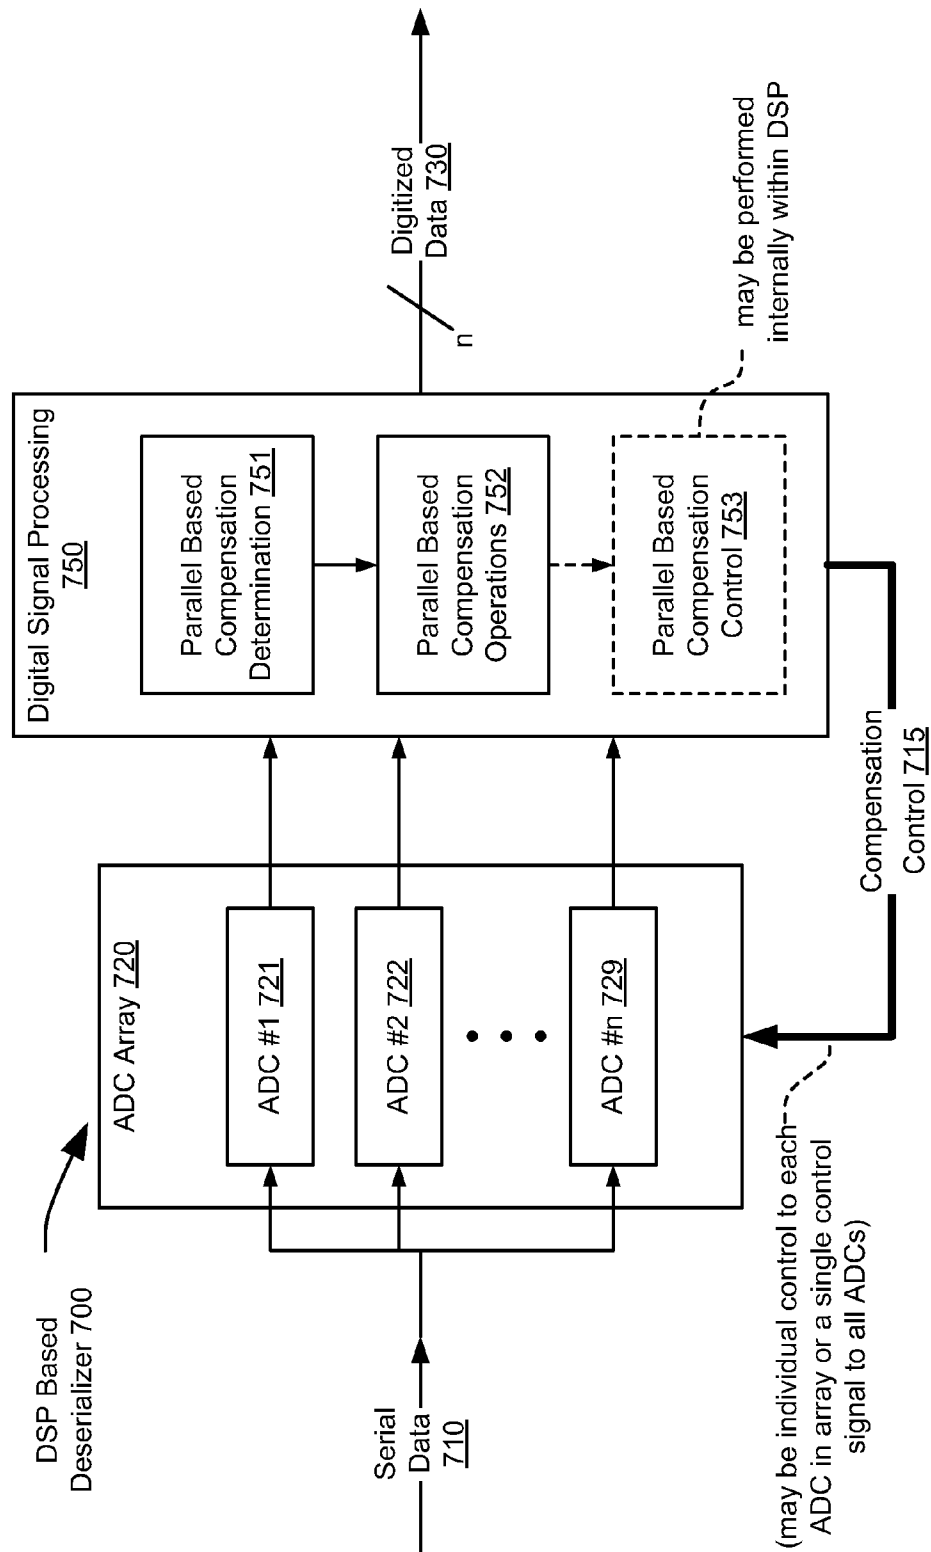 DSP Based
Deserializer 700
Serial
Data
710
ADC Array 720
ADC #1 721
ADC #2 722
ADC #n 729
(may be individual control to each
ADC in array or a single control
signal to all ADCs)
Compensation
Control 715
Digital Signal Processing
750
Parallel Based
Compensation
Determination 751
Parallel Based
Compensation
Operations 752
Parallel Based
Compensation
Control 753
may be performed
internally within DSP
n
Digitized
Data 730